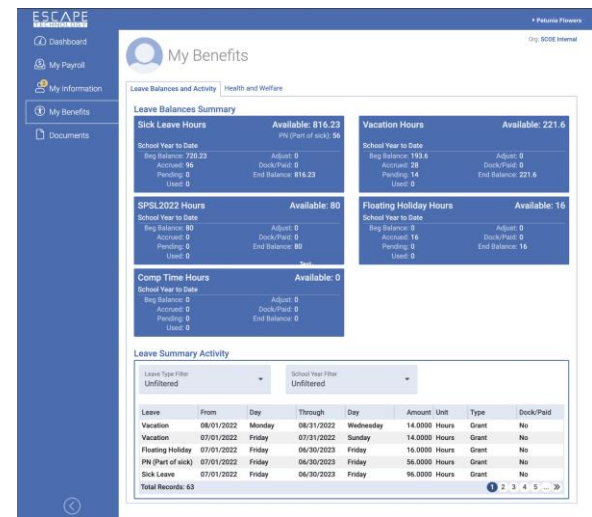 ESCAPE
TECHNOLOGY
Petunia Flowers
Org: SCOE Internal
Dashboard
My Payroll
My Information
My Benefits
Documents
My Benefits
Leave Balances and Activity Health and Welfare
Leave Balances Summary
Sick Leave Hours Available: 816.23
PN (Part of sick): 56
School Year to Date
Beg Balance: 720.23 Adjust: 0
Accrued: 96 Dock/Paid: 0
Pending: 0 End Balance: 816.23
Used: 0
Vacation Hours Available: 221.6
School Year to Date
Beg Balance: 193.6 Adjust: 0
Accrued: 28 Dock/Paid: 0
Pending: 14 End Balance: 221.6
Used: 0
SPSL2022 Hours Available: 80
School Year to Date
Beg Balance: 80 Adjust: 0
Accrued: 0 Dock/Paid: 0
Pending: 0 End Balance: 80
Used: 0
Floating Holiday Hours Available: 16
School Year to Date
Beg Balance: 0 Adjust: 0
Accrued: 16 Dock/Paid: 0
Pending: 0 End Balance: 16
Used: 0
Comp Time Hours Available: 0
School Year to Date
Beg Balance: 0 Adjust: 0
Accrued: 0 Dock/Paid: 0
Pending: 0 End Balance: 0
Used: 0
Leave Summary Activity
Leave Type Filter
Unfiltered
School Year Filter
Unfiltered
Leave From Day Through Day Amount Unit Type Dock/Paid
Vacation 08/01/2022 Monday 08/31/2022 Wednesday 14.0000 Hours Grant No
Vacation 07/01/2022 Friday 07/31/2022 Sunday 14.0000 Hours Grant No
Floating Holiday 07/01/2022 Friday 06/30/2023 Friday 16.0000 Hours Grant No
PN (Part of sick) 07/01/2022 Friday 06/30/2023 Friday 56.0000 Hours Grant No
Sick Leave 07/01/2022 Friday 06/30/2023 Friday 96.0000 Hours Grant No
Total Records: 63 1 2 3 4 5 ... »